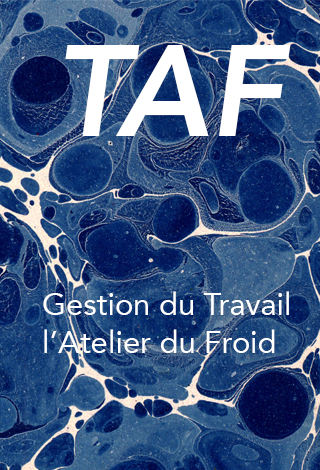 TAF
Gestion du Travail
l’Atelier du Froid